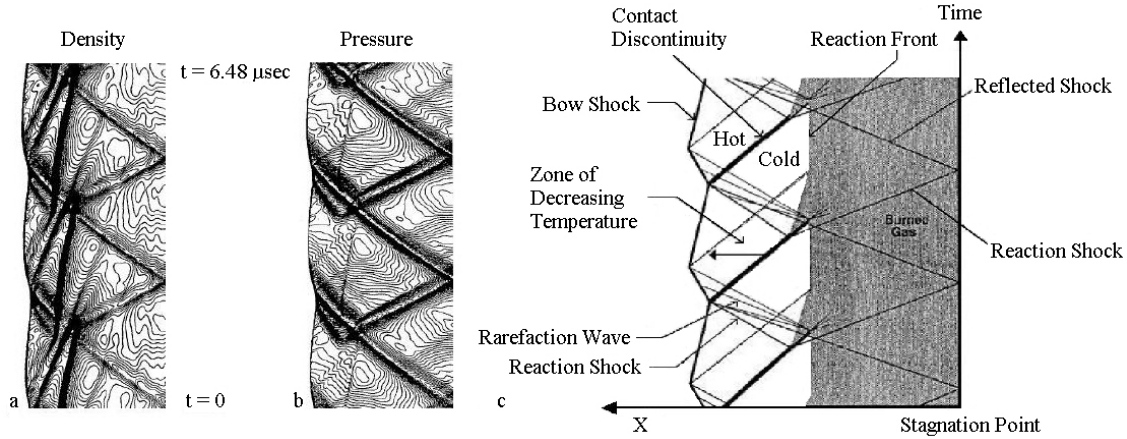 Density
Pressure
t = 6.48 μsec
t = 0
a
b
c
Contact
Discontinuity
Reaction Front
Time
Bow Shock
Reflected Shock
Hot
Cold
Zone of
Decreasing
Temperature
Burned
Gas
Reaction Shock
Rarefaction Wave
Reaction Shock
X
Stagnation Point